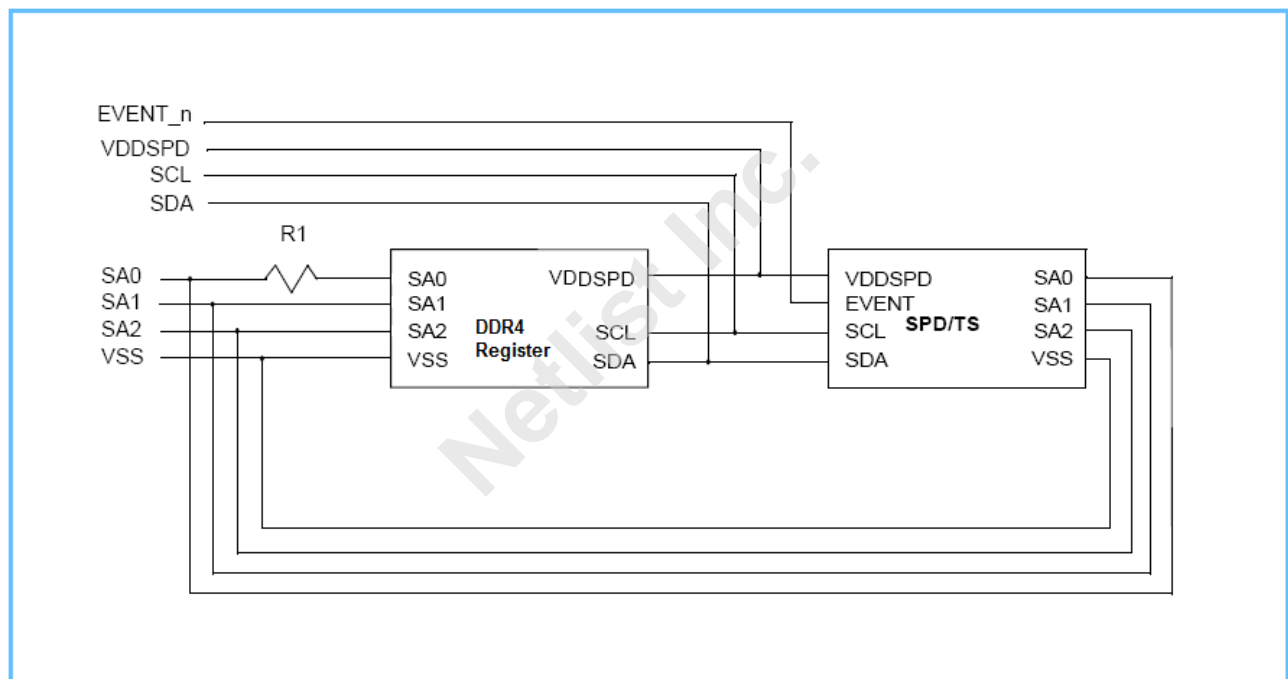 EVENT_n
VDDSPD
SCL
SDA
R1
SA0
SA1
SA2
VSS
SA0
SA1
SA2
VSS
DDR4
Register
VDDSPD
SCL
SDA
VDDSPD
EVENT
SCL
SDA
SPD/TS
SA0
SA1
SA2
VSS
Netlist Inc.